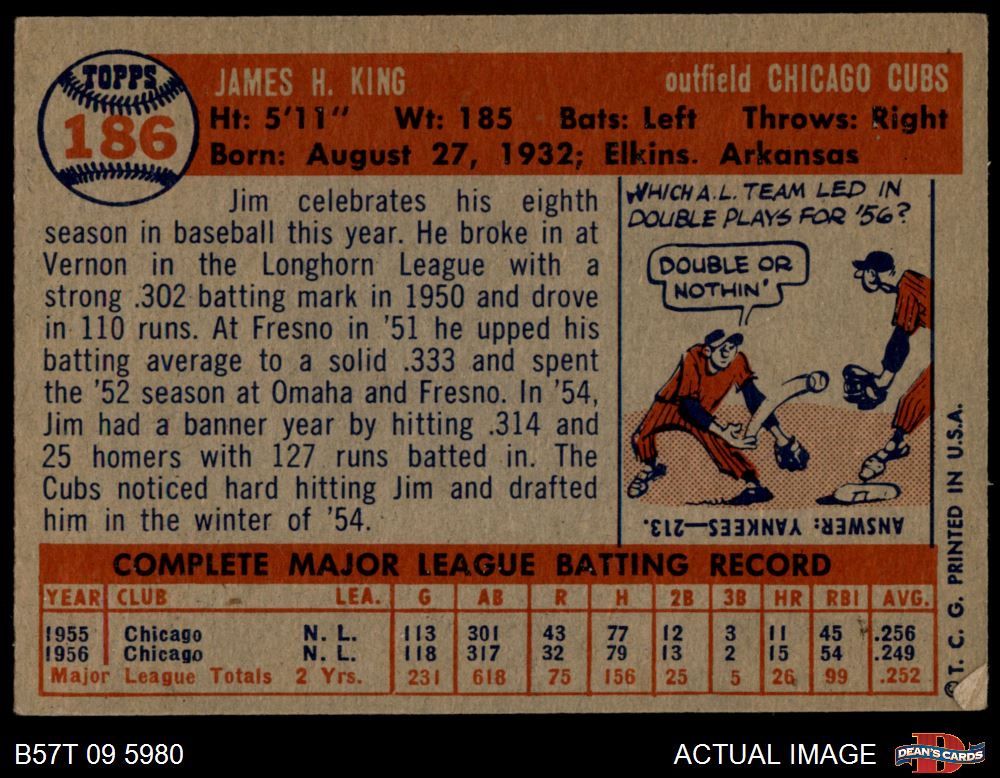 TOPPS
186
JAMES H. KING outfield CHICAGO CUBS
Ht: 5'11" Wt: 185 Bats: Left Throws: Right
Born: August 27, 1932; Elkins. Arkansas
Jim celebrates his eighth
season in baseball this year. He broke in at
Vernon in the Longhorn League with a
strong .302 batting mark in 1950 and drove
in 110 runs. At Fresno in '51 he upped his
batting average to a solid .333 and spent
the '52 season at Omaha and Fresno. In '54,
Jim had a banner year by hitting .314 and
25 homers with 127 runs batted in. The
Cubs noticed hard hitting Jim and drafted
him in the winter of '54.
WHICH A.L. TEAM LED IN
DOUBLE PLAYS FOR '56?
DOUBLE OR
NOTHIN'
ANSWER: YANKEES—213.
COMPLETE MAJOR LEAGUE BATTING RECORD
YEAR CLUB LEA. G AB R H 2B 3B HR RBI AVG.
1955 Chicago N. L. 113 301 43 77 12 3 11 45 .256
1956 Chicago N. L. 118 317 32 79 13 2 15 54 .249
Major League Totals 2 Yrs. 231 618 75 156 25 5 26 99 .252
© T. C. G. PRINTED IN U.S.A.
B57T 09 5980
ACTUAL IMAGE
D
DEAN'S CARDS